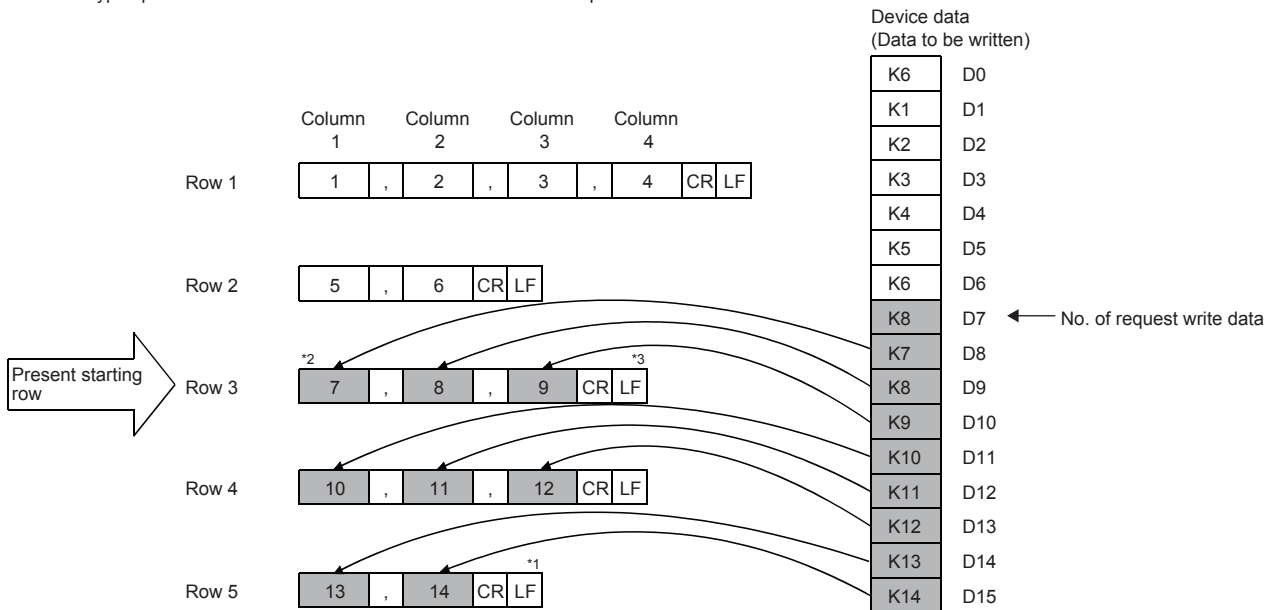 Device data
(Data to be written)
K6 D0
K1 D1
Column Column Column Column
1 2 3 4
K2 D2
Row 1 1 , 2 , 3 , 4 CR LF
K3 D3
K4 D4
K5 D5
Row 2 5 , 6 CR LF
K6 D6
K8 D7 No. of request write data
K7 D8
*2 *3
Present starting
row
Row 3 7 , 8 , 9 CR LF
K8 D9
K9 D10
K10 D11
Row 4 10 , 11 , 12 CR LF
K11 D12
K12 D13
K13 D14
*1
Row 5 13 , 14 CR LF
K14 D15